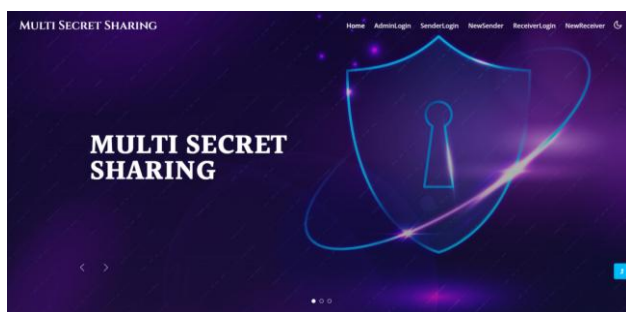 MULTI SECRET SHARING
Home AdminLogin SenderLogin NewSender ReceiverLogin NewReceiver
MULTI SECRET
SHARING